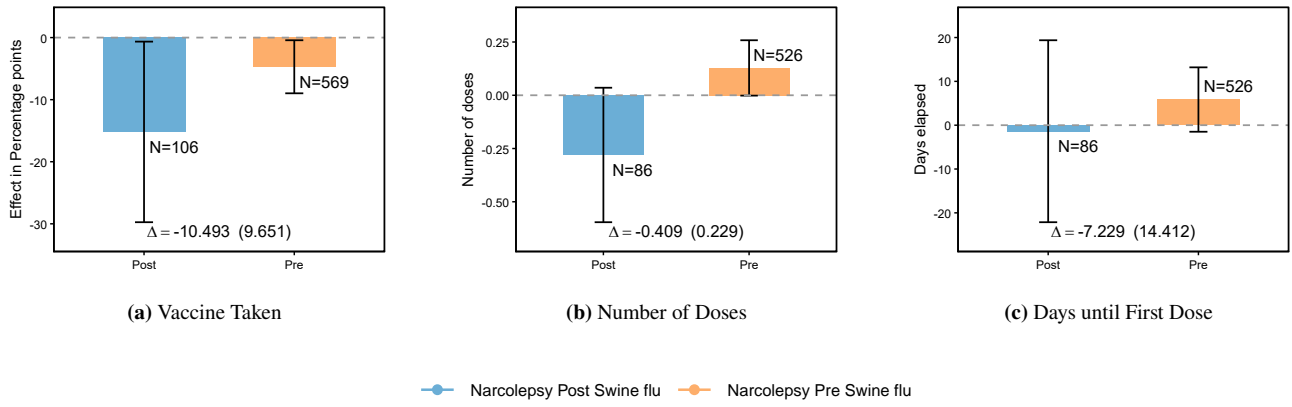 Effect in Percentage points
0
-10
-20
-30
N=106
N=569
Δ = -10.493 (9.651)
Post
Pre
(a) Vaccine Taken
Number of doses
0.25
0.00
-0.25
-0.50
N=86
N=526
Δ = -0.409 (0.229)
Post
Pre
(b) Number of Doses
Days elapsed
20
10
0
-10
-20
N=86
N=526
Δ = -7.229 (14.412)
Post
Pre
(c) Days until First Dose
Narcolepsy Post Swine flu
Narcolepsy Pre Swine flu